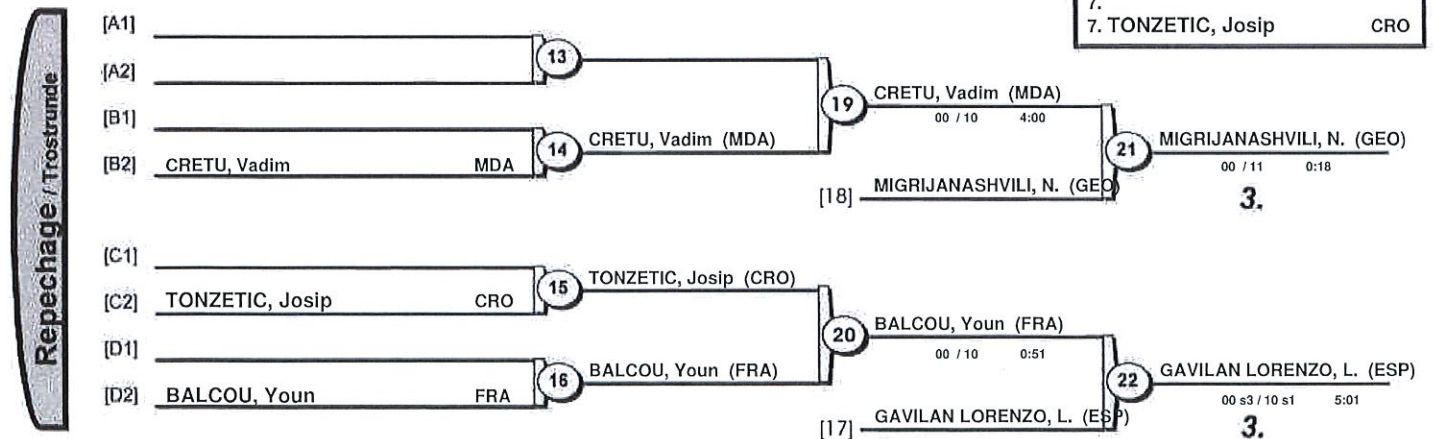 7.
7. TONZETIC, Josip CRO
Repechage / Trostrunde
[A1]
13
[A2]
19
CRETU, Vadim (MDA)
00 / 10 4:00
[B1]
14
CRETU, Vadim (MDA)
[B2] CRETU, Vadim MDA
21
MIGRIJANASHVILI, N. (GEO)
00 / 11 0:18
3.
[18] MIGRIJANASHVILI, N. (GEO)
[C1]
15
TONZETIC, Josip (CRO)
[C2] TONZETIC, Josip CRO
20
BALCOU, Youn (FRA)
00 / 10 0:51
[D1]
16
BALCOU, Youn (FRA)
[D2] BALCOU, Youn FRA
22
GAVILAN LORENZO, L. (ESP)
00 s3 / 10 s1 5:01
3.
[17] GAVILAN LORENZO, L. (ESP)